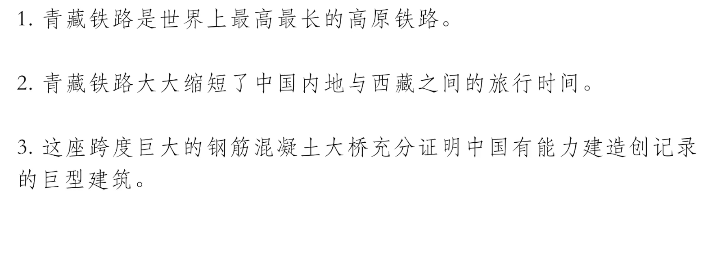 1. 青藏铁路是世界上最高最长的高原铁路。
2. 青藏铁路大大缩短了中国内地与西藏之间的旅行时间。
3. 这座跨度巨大的钢筋混凝土大桥充分证明中国有能力建造创记录
的巨型建筑。